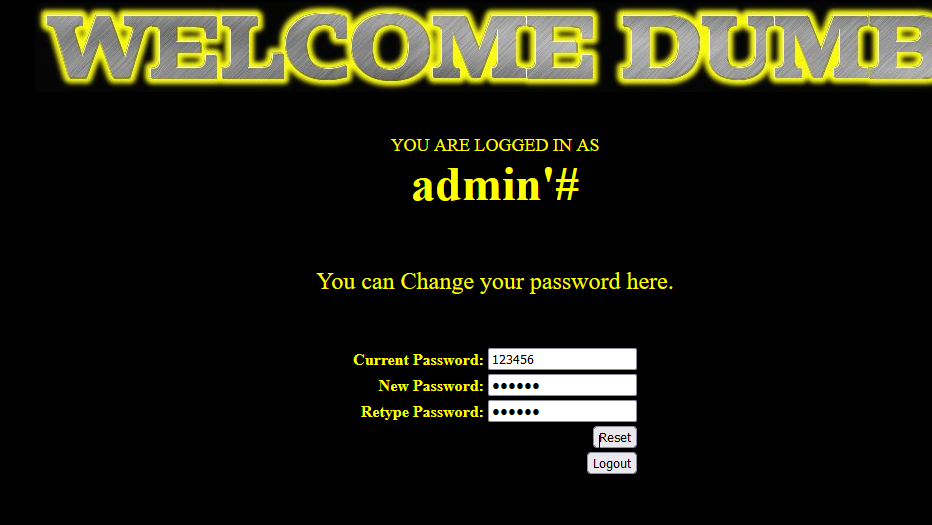 WELCOME DUMB
YOU ARE LOGGED IN AS
admin'#
You can Change your password here.
Current Password: 123456
New Password: ••••••
Retype Password: ••••••
Reset
Logout